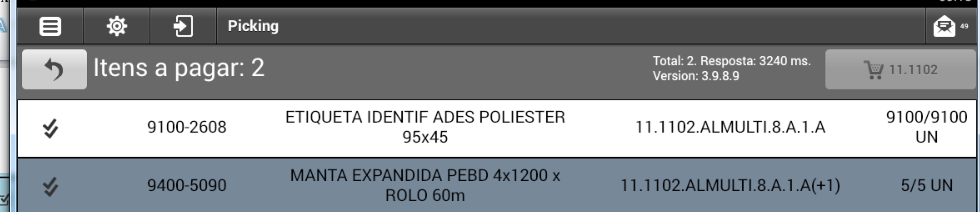 Picking
49
Itens a pagar: 2
Total: 2. Resposta: 3240 ms.
Version: 3.9.8.9
11.1102
9100-2608
ETIQUETA IDENTIF ADES POLIESTER
95x45
11.1102.ALMULTI.8.A.1.A
9100/9100
UN
9400-5090
MANTA EXPANDIDA PEBD 4x1200 x
ROLO 60m
11.1102.ALMULTI.8.A.1.A(+1)
5/5 UN